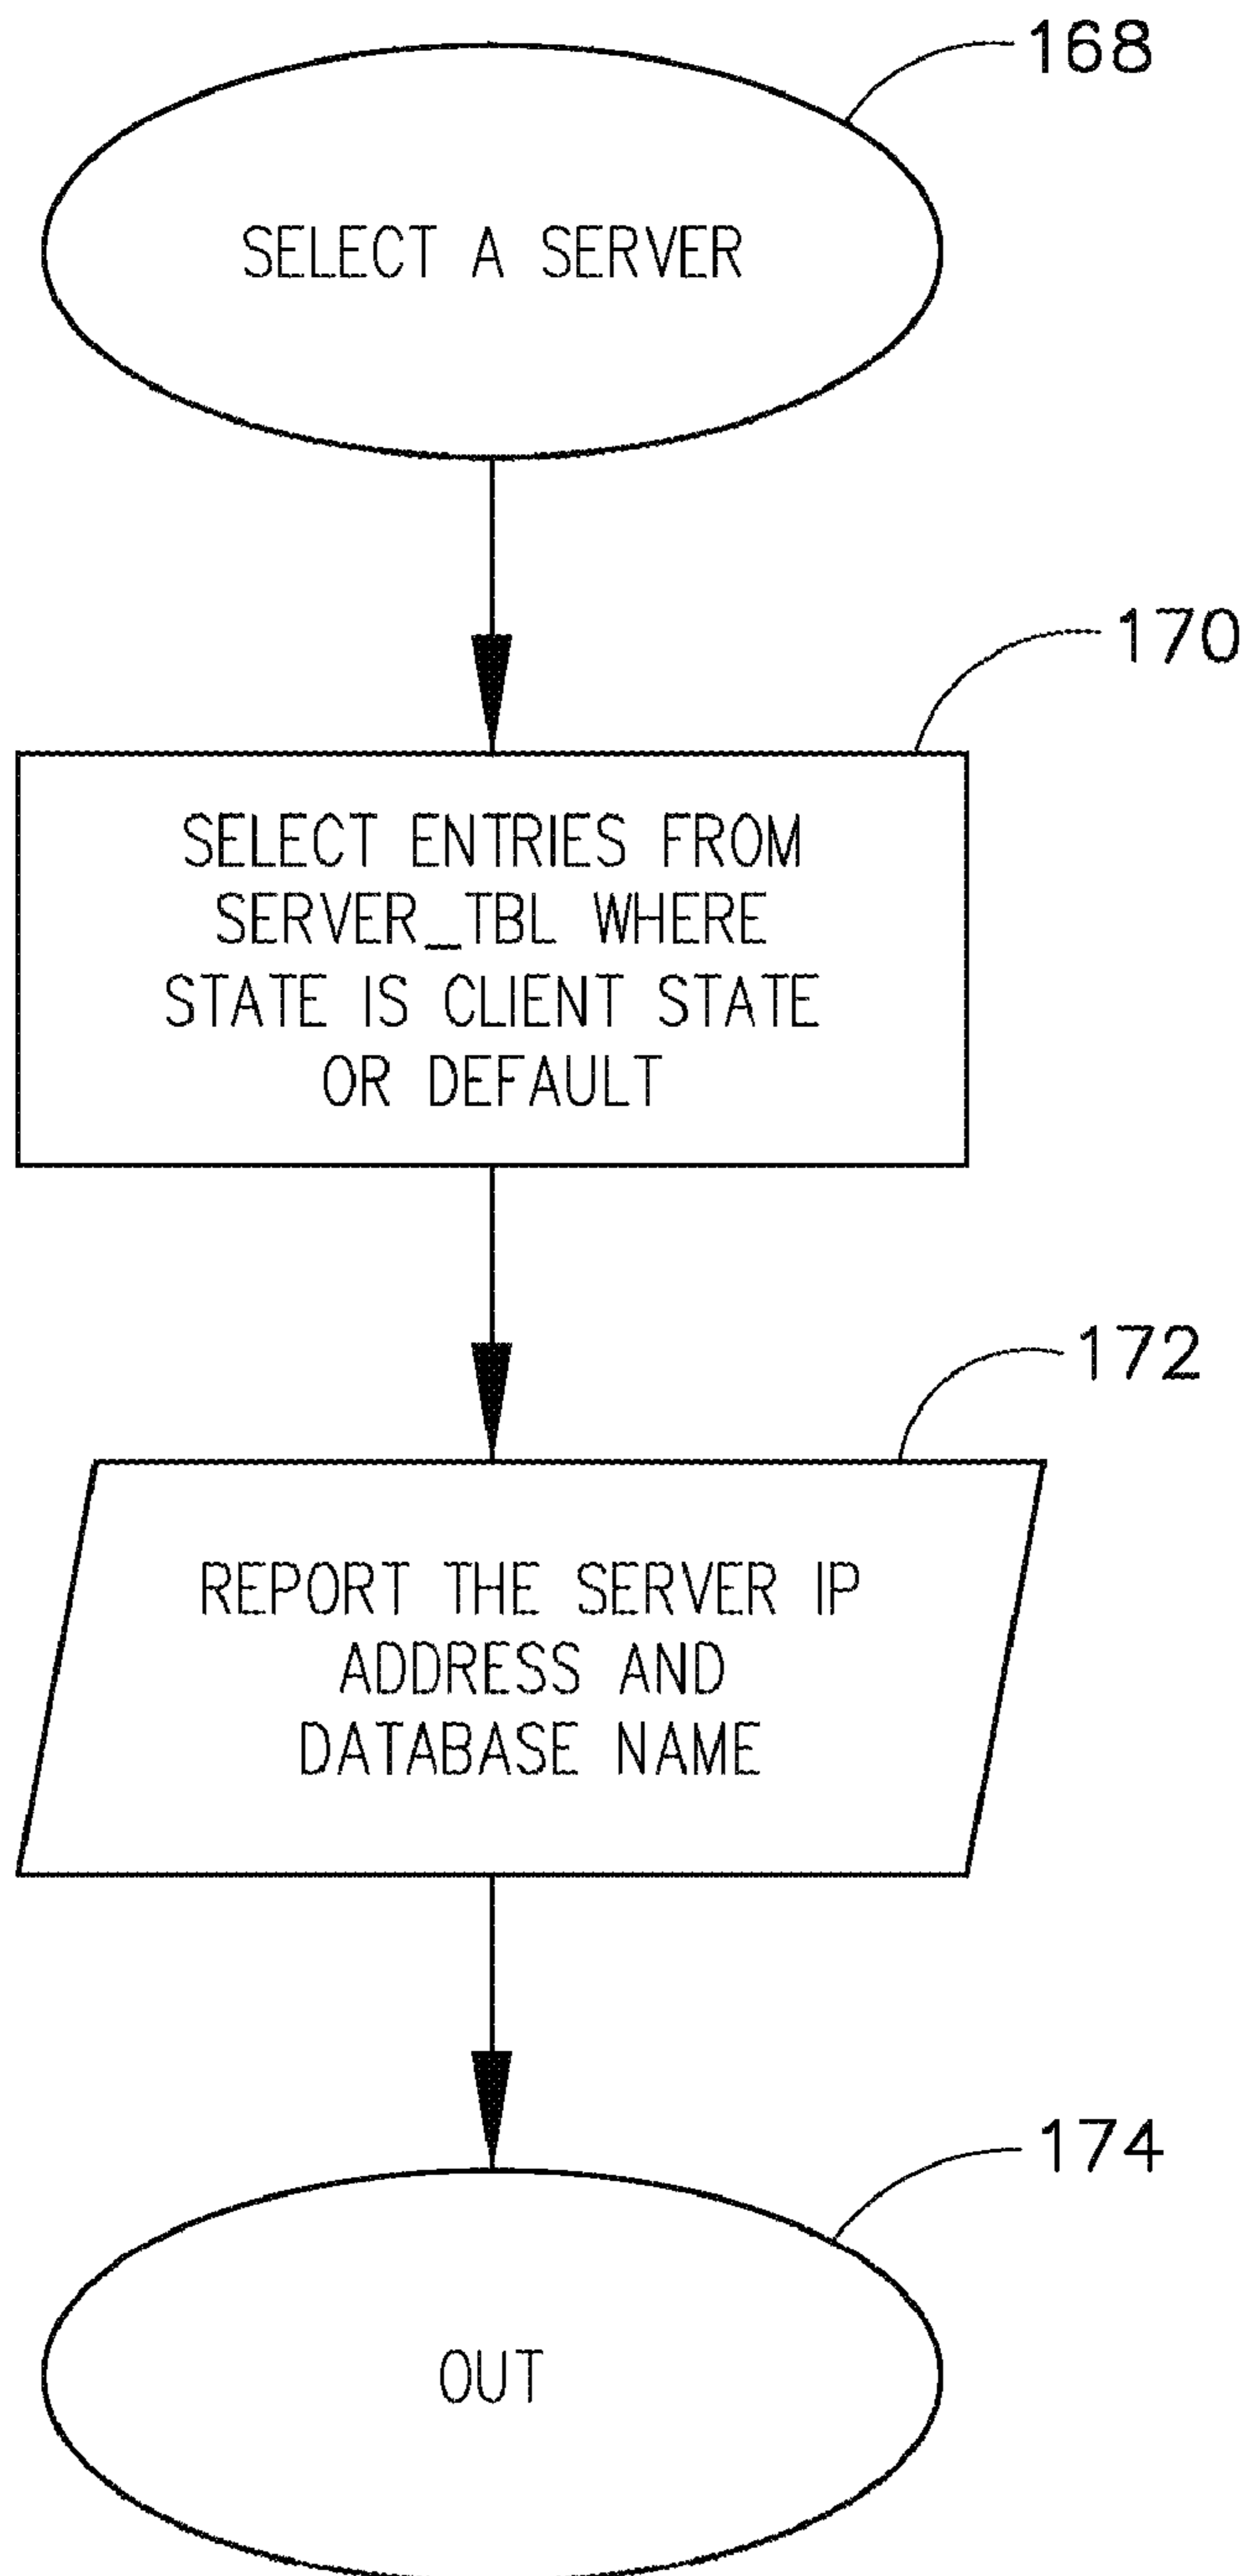 168
SELECT A SERVER
170
SELECT ENTRIES FROM
SERVER_TBL WHERE
STATE IS CLIENT STATE
OR DEFAULT
172
REPORT THE SERVER IP
ADDRESS AND
DATABASE NAME
174
OUT